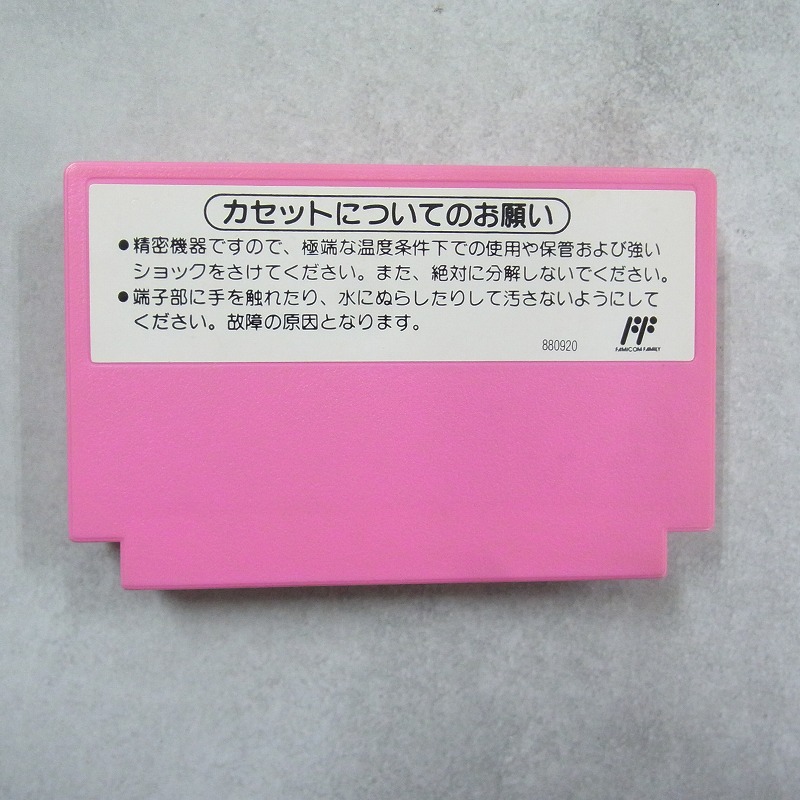 カセットについてのお願い
●精密機器ですので、極端な温度条件下での使用や保管および強い
ショックをさけてください。また、絶対に分解しないでください。
●端子部に手を触れたり、水にぬらしたりして汚さないようにして
ください。故障の原因となります。
880920
FAMICOM FAMILY